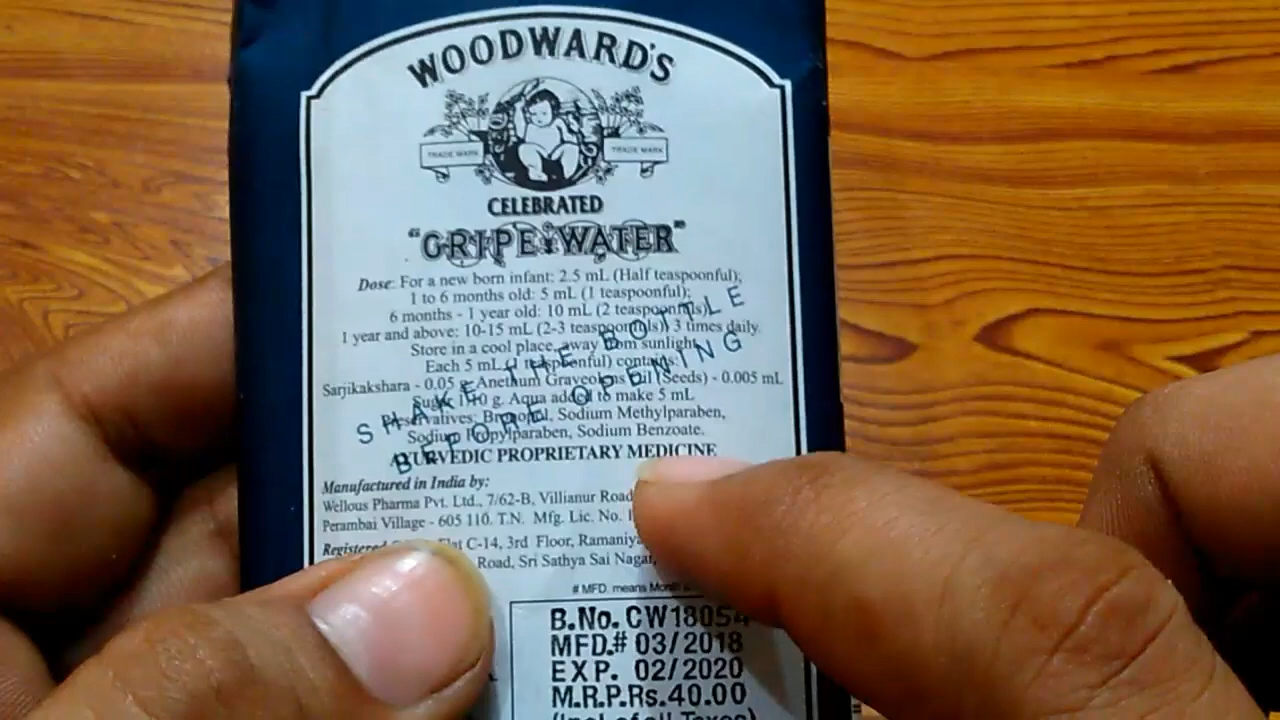 WOODWARD'S
TRADE MARK
TRADE MARK
CELEBRATED
"GRIPE WATER"
Dose: For a new born infant: 2.5 mL (Half teaspoonful);
1 to 6 months old: 5 mL (1 teaspoonful);
6 months - 1 year old: 10 mL (2 teaspoonfuls)
1 year and above: 10-15 mL (2-3 teaspoonfuls) 3 times daily.
Store in a cool place, away from sunlight.
Each 5 mL (1 teaspoonful) contains:
Sarjikakshara - 0.05 g Anethum Graveolens Oil (Seeds) - 0.005 mL
Sugar g. Aqua added to make 5 mL
Preservatives: Bronopol, Sodium Methylparaben,
Sodium Propylparaben, Sodium Benzoate.
SHAKE THE BOTTLE
BEFORE OPENING
AYURVEDIC PROPRIETARY MEDICINE
Manufactured in India by:
Wellous Pharma Pvt. Ltd., 7/62-B, Villianur Road
Perambai Village - 605 110. T.N. Mfg. Lic. No.
Registered Flat C-14, 3rd Floor,
Road, Sri Sathya Sai Nagar,
# MFD. means
B.No. CW18054
MFD.# 03/2018
EXP. 02/2020
M.R.P.Rs.40.00
(Incl of all Taxes)